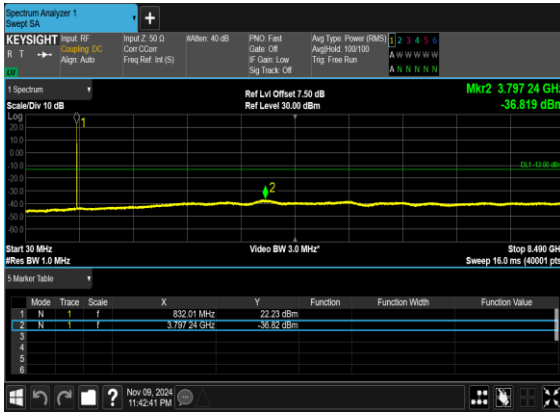 Spectrum Analyzer 1
Swept SA
+
KEYSIGHT Input: RF Input Z: 50 Ω #Atten: 40 dB PNO: Fast Avg Type: Power (RMS) 1 2 3 4 5 6
R T Coupling: DC Corr CCorr Gate: Off Avg|Hold: 100/100 A W W W W W
Align: Auto Freq Ref: Int (S) IF Gain: Low Trig: Free Run
LXI Sig Track: Off A N N N N N
1 Spectrum
Scale/Div 10 dB
Ref Lvl Offset 7.50 dB
Ref Level 30.00 dBm
Mkr2 3.797 24 GHz
-36.819 dBm
Log
20.0
10.0
0.00
-10.0
-20.0
-30.0
-40.0
-50.0
-60.0
1
2
DL1 -13.00 dBm
Start 30 MHz Video BW 3.0 MHz* Stop 8.490 GHz
#Res BW 1.0 MHz Sweep 16.0 ms (40001 pts)
5 Marker Table
Mode Trace Scale X Y Function Function Width Function Value
1 N 1 f 832.01 MHz 22.23 dBm
2 N 1 f 3.797 24 GHz -36.82 dBm
3
4
5
6
? Nov 09, 2024
11:42:41 PM